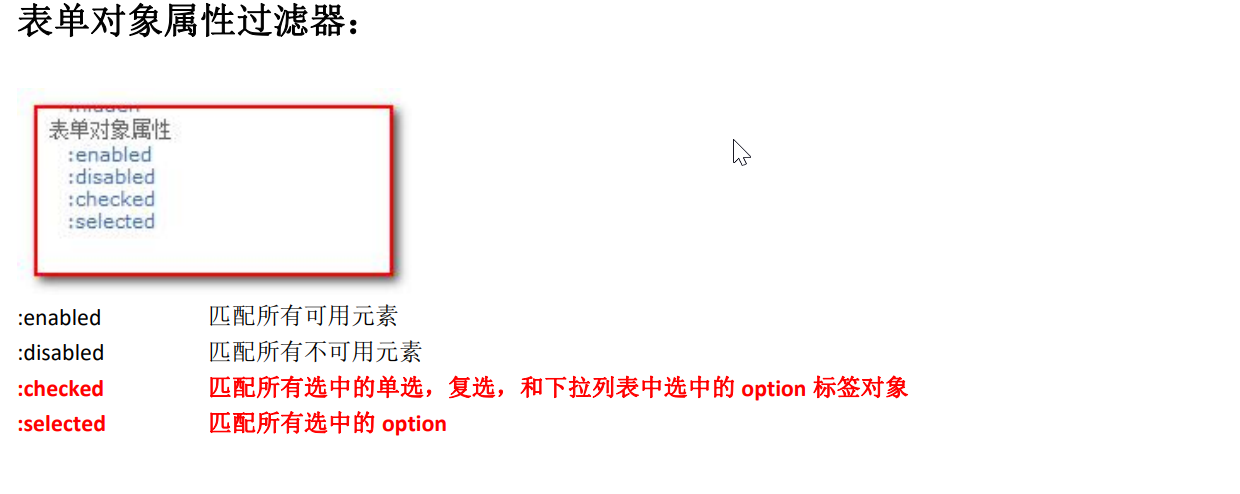 表单对象属性过滤器：
表单对象属性
:enabled
:disabled
:checked
:selected
:enabled 匹配所有可用元素
:disabled 匹配所有不可用元素
:checked 匹配所有选中的单选，复选，和下拉列表中选中的 option 标签对象
:selected 匹配所有选中的 option